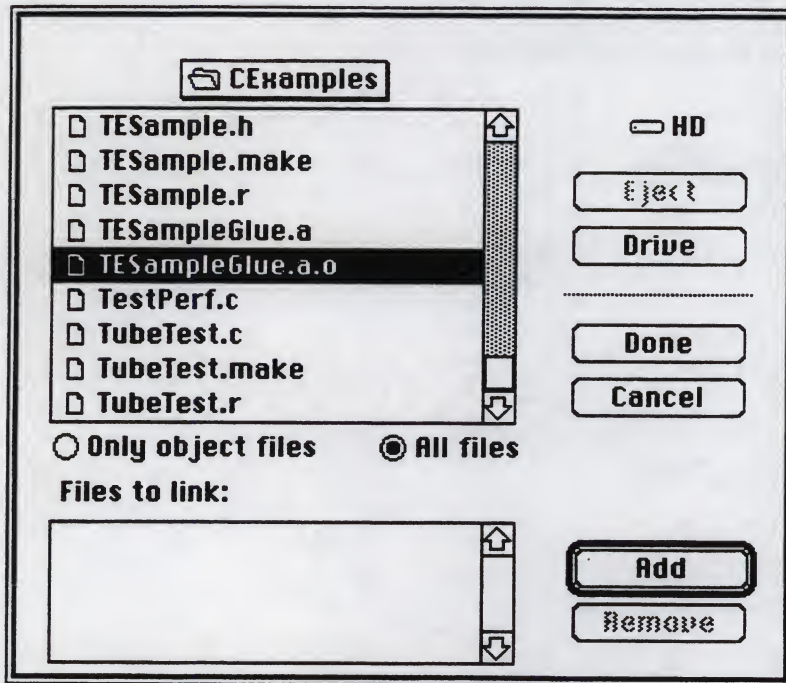 CExamples
TESample.h
TESample.make
TESample.r
TESampleGlue.a
TESampleGlue.a.o
TestPerf.c
TubeTest.c
TubeTest.make
TubeTest.r
HD
Eject
Drive
Done
Cancel
Only object files
All files
Files to link:
Add
Remove